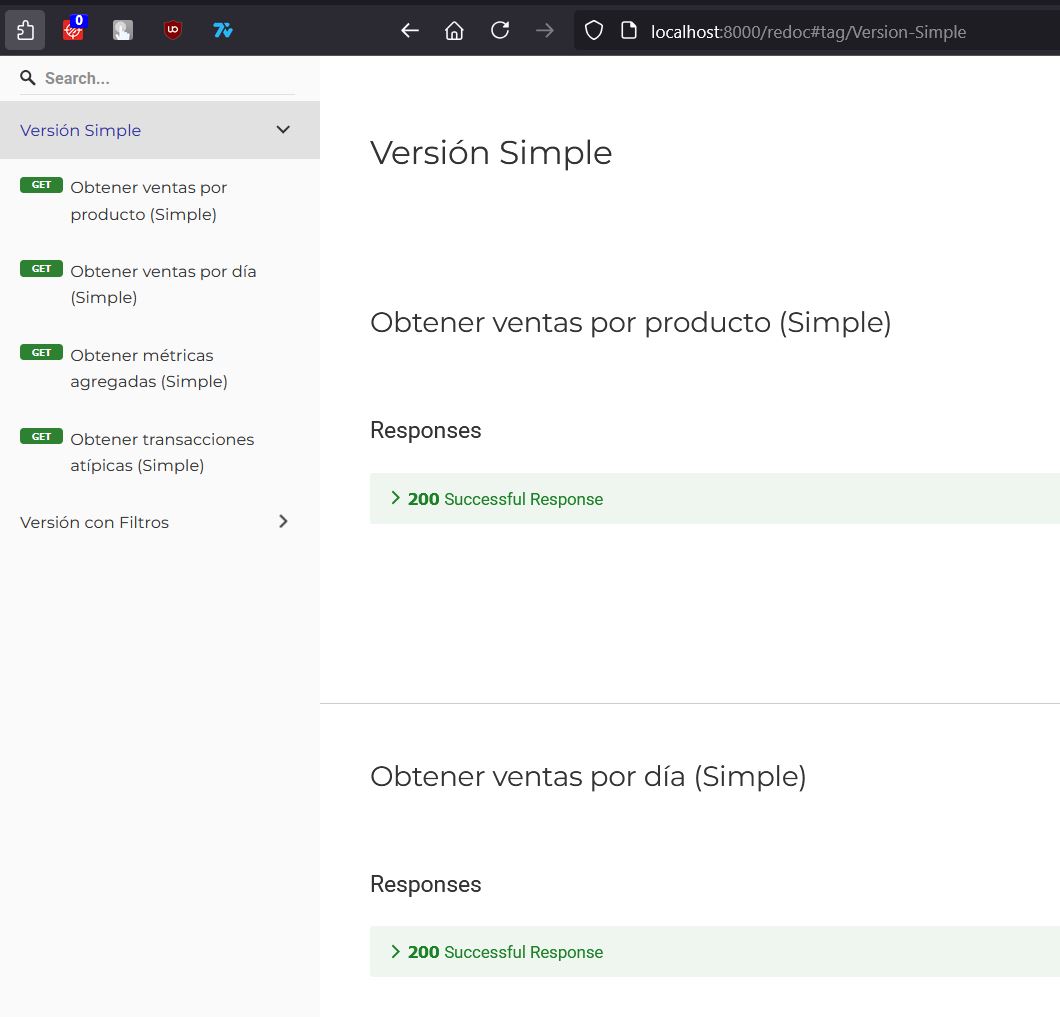 0
UO
localhost:8000/redoc#tag/Version-Simple
Search...
Versión Simple
GET Obtener ventas por
producto (Simple)
GET Obtener ventas por día
(Simple)
GET Obtener métricas
agregadas (Simple)
GET Obtener transacciones
atípicas (Simple)
Versión con Filtros
Versión Simple
Obtener ventas por producto (Simple)
Responses
200 Successful Response
Obtener ventas por día (Simple)
Responses
200 Successful Response